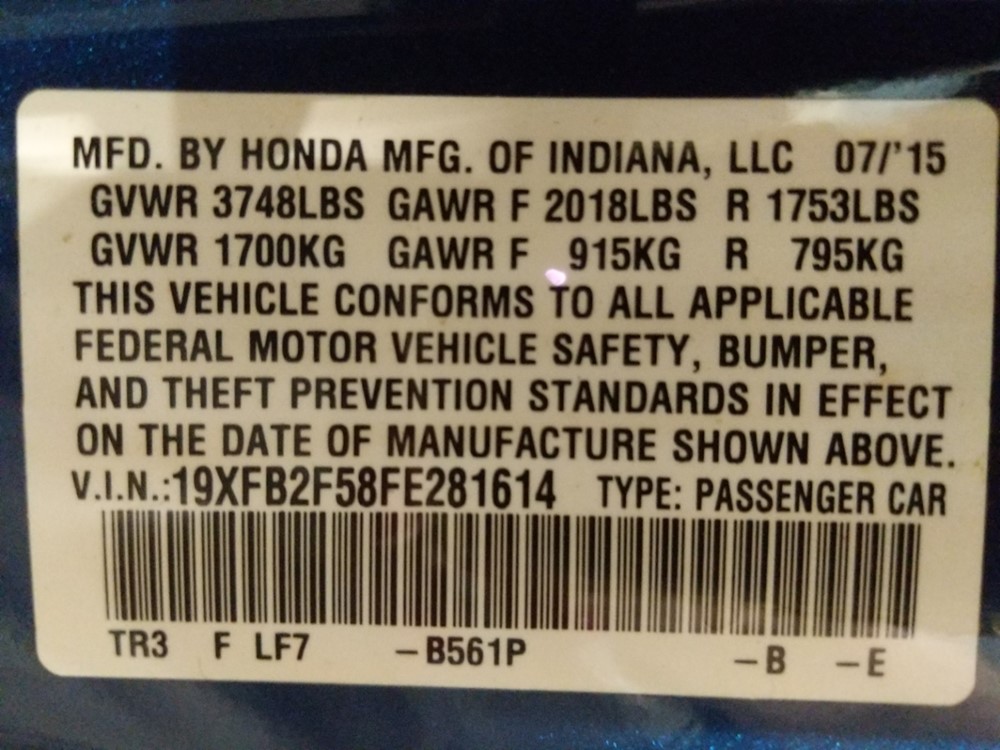 MFD. BY HONDA MFG. OF INDIANA, LLC 07/'15
GVWR 3748LBS GAWR F 2018LBS R 1753LBS
GVWR 1700KG GAWR F 915KG R 795KG
THIS VEHICLE CONFORMS TO ALL APPLICABLE
FEDERAL MOTOR VEHICLE SAFETY, BUMPER,
AND THEFT PREVENTION STANDARDS IN EFFECT
ON THE DATE OF MANUFACTURE SHOWN ABOVE.
V.I.N.:19XFB2F58FE281614 TYPE: PASSENGER CAR
TR3 F LF7 –B561P –B –E